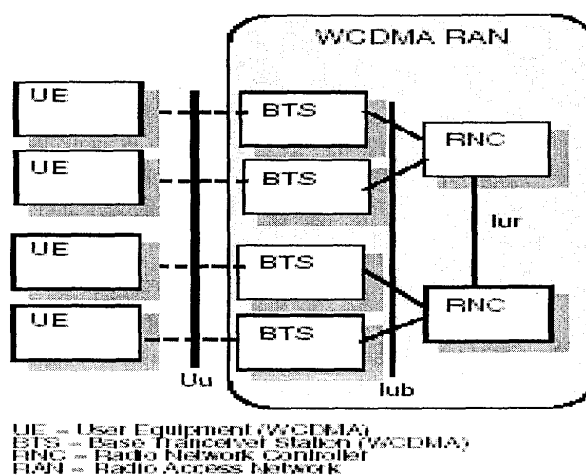 WCDMA RAN
UE
BTS
RNC
UE
BTS
Iur
UE
BTS
RNC
UE
BTS
Uu
Iub
UE = User Equipment (WCDMA)
BTS = Base Tranceiver Station (WCDMA)
RNC = Radio Network Controller
RAN = Radio Access Network